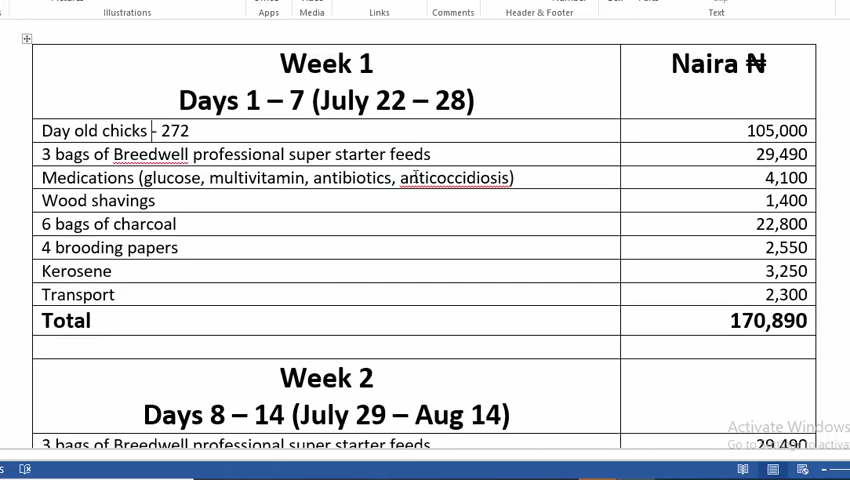 Illustrations Apps Media Links Comments Header & Footer Text
Week 1 Naira ₦
Days 1 – 7 (July 22 – 28)
Day old chicks - 272 105,000
3 bags of Breedwell professional super starter feeds 29,490
Medications (glucose, multivitamin, antibiotics, anticoccidiosis) 4,100
Wood shavings 1,400
6 bags of charcoal 22,800
4 brooding papers 2,550
Kerosene 3,250
Transport 2,300
Total 170,890
Week 2
Days 8 – 14 (July 29 – Aug 14)
Activate Windows
3 bags of Breedwell professional super starter feeds 29,490
Go to